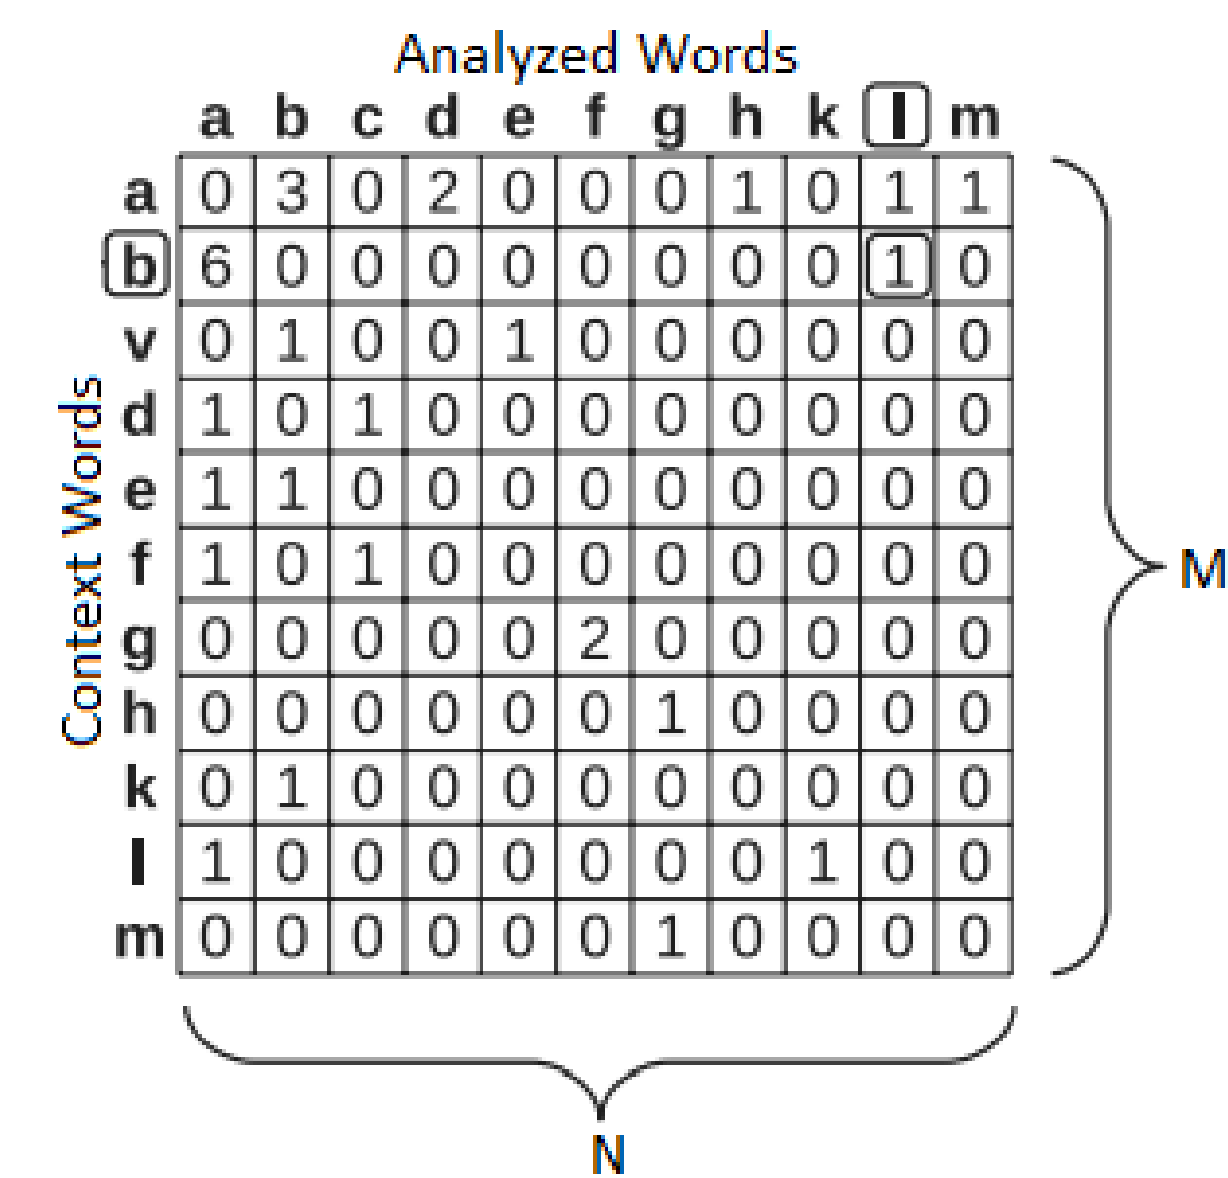 Analyzed Words
a b c d e f g h k l m
a 0 3 0 2 0 0 0 1 0 1 1
b 6 0 0 0 0 0 0 0 0 1 0
v 0 1 0 0 1 0 0 0 0 0 0
d 1 0 1 0 0 0 0 0 0 0 0
e 1 1 0 0 0 0 0 0 0 0 0
f 1 0 1 0 0 0 0 0 0 0 0
g 0 0 0 0 0 2 0 0 0 0 0
h 0 0 0 0 0 0 1 0 0 0 0
k 0 1 0 0 0 0 0 0 0 0 0
l 1 0 0 0 0 0 0 0 1 0 0
m 0 0 0 0 0 0 1 0 0 0 0
Context Words
M
N